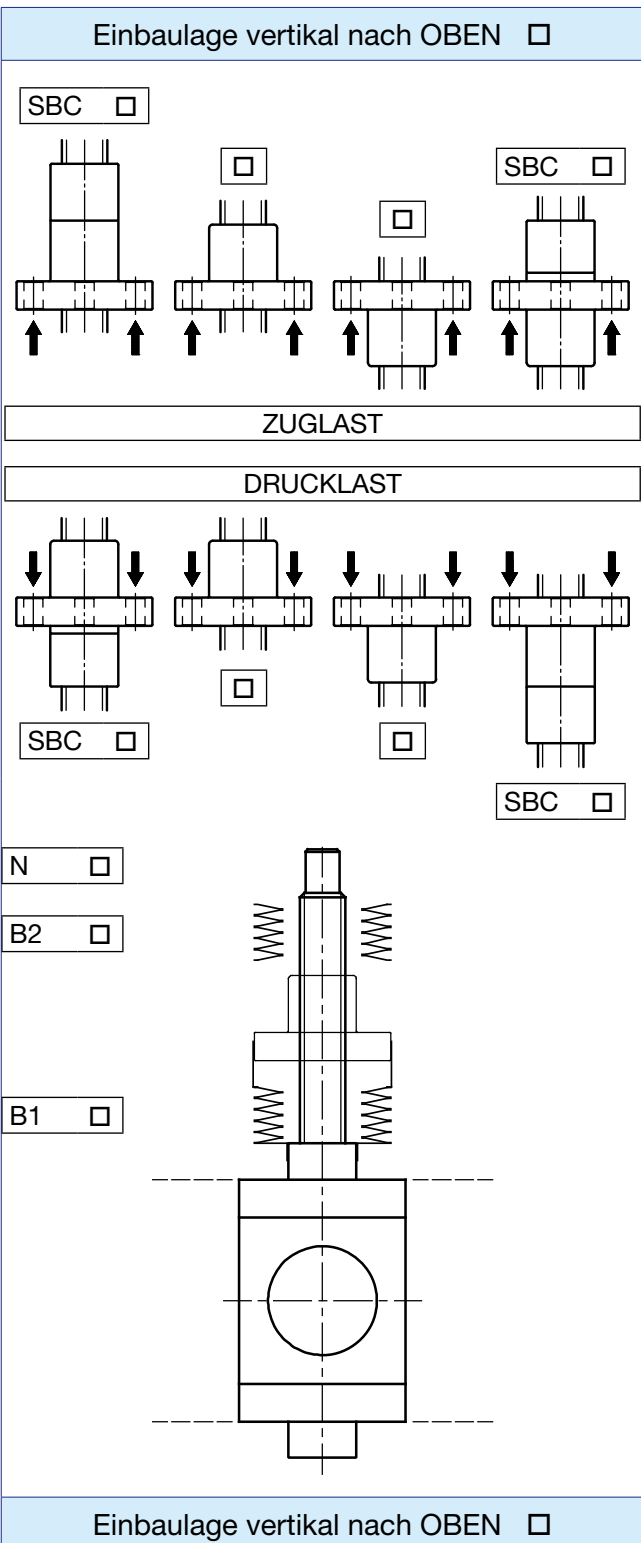 Einbaulage vertikal nach OBEN ☐
SBC ☐
☐
☐
SBC ☐
ZUGLAST
DRUCKLAST
SBC ☐
☐
☐
SBC ☐
N ☐
B2 ☐
B1 ☐
Einbaulage vertikal nach OBEN ☐